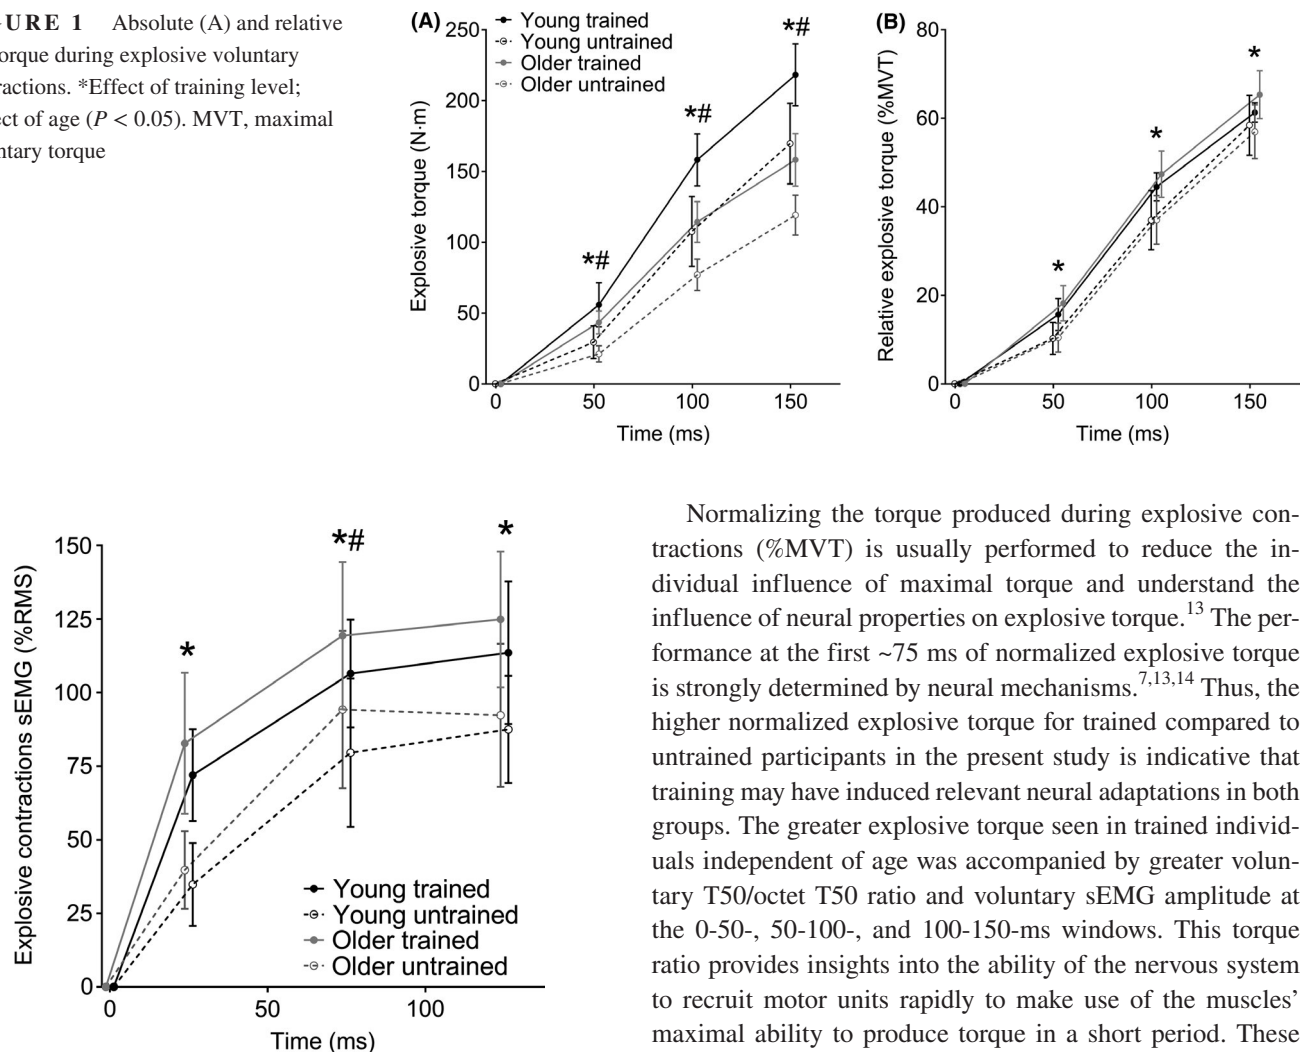 URE 1 Absolute (A) and relative
torque during explosive voluntary
ractions. *Effect of training level;
ct of age (P < 0.05). MVT, maximal
ntary torque
(A)
Young trained
Young untrained
Older trained
Older untrained
Explosive torque (N·m)
250
200
150
100
50
0
*#
*#
*#
0 50 100 150
Time (ms)
(B)
Relative explosive torque (%MVT)
80
60
40
20
0
*
*
*
0 50 100 150
Time (ms)
Explosive contractions sEMG (%RMS)
150
125
100
75
50
25
0
*
*#
*
Young trained
Young untrained
Older trained
Older untrained
0 50 100
Time (ms)
Normalizing the torque produced during explosive con-
tractions (%MVT) is usually performed to reduce the in-
dividual influence of maximal torque and understand the
influence of neural properties on explosive torque.13 The per-
formance at the first ~75 ms of normalized explosive torque
is strongly determined by neural mechanisms.7,13,14 Thus, the
higher normalized explosive torque for trained compared to
untrained participants in the present study is indicative that
training may have induced relevant neural adaptations in both
groups. The greater explosive torque seen in trained individ-
uals independent of age was accompanied by greater volun-
tary T50/octet T50 ratio and voluntary sEMG amplitude at
the 0-50-, 50-100-, and 100-150-ms windows. This torque
ratio provides insights into the ability of the nervous system
to recruit motor units rapidly to make use of the muscles'
maximal ability to produce torque in a short period. These